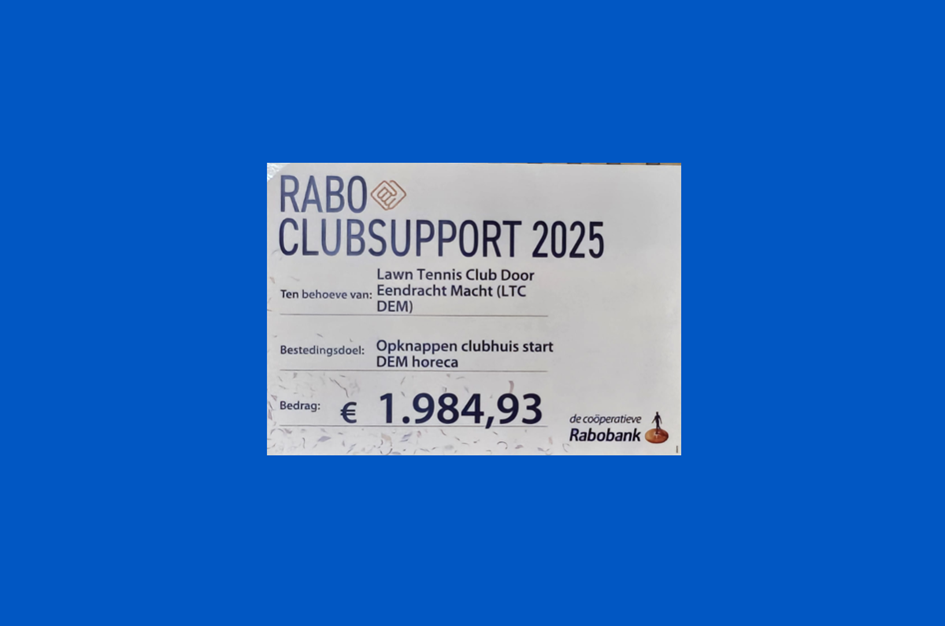 RABO
CLUBSUPPORT 2025
Ten behoeve van:
Lawn Tennis Club Door
Eendracht Macht (LTC
DEM)
Bestedingsdoel:
Opknappen clubhuis start
DEM horeca
Bedrag: € 1.984,93
de coöperatieve
Rabobank